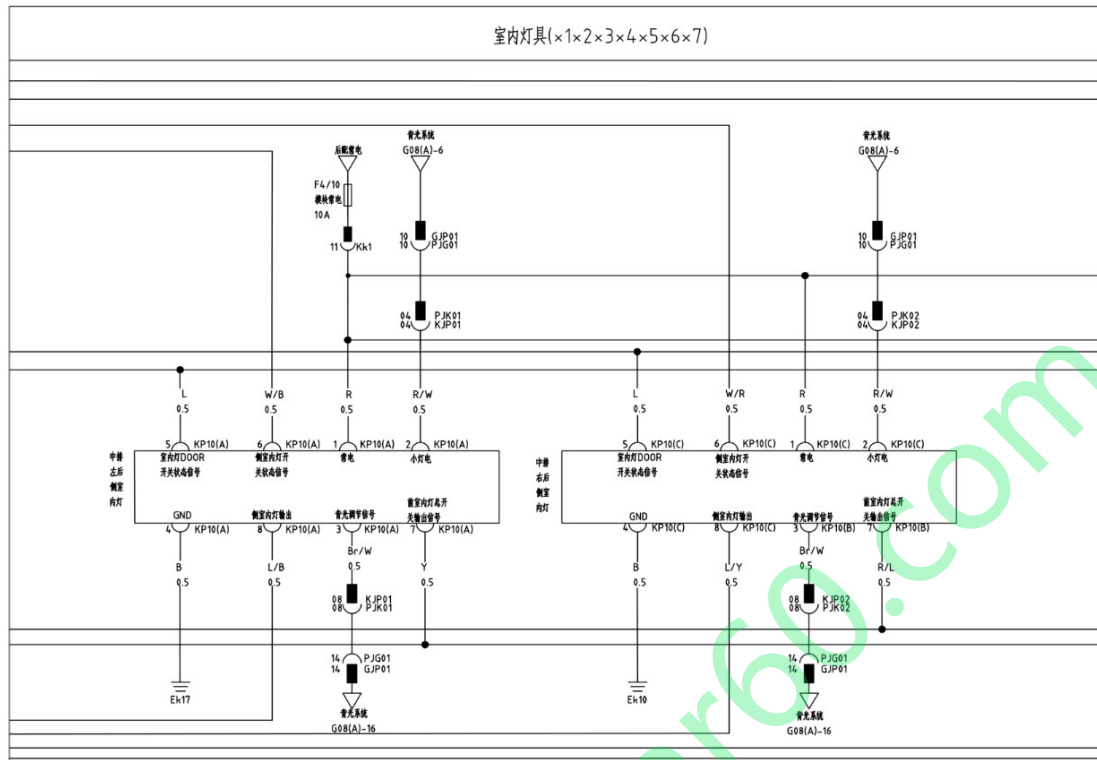 室内灯具(×1×2×3×4×5×6×7)
背光系统
背光系统
后配常电
G08(A)-6
G08(A)-6
F4/10
模块常电
10A
11 Kk1
10 GJP01
10 PJG01
10 GJP01
10 PJG01
04 PJK01
04 KJP01
04 PJK02
04 KJP02
L W/B R R/W L W/R R R/W
0.5 0.5 0.5 0.5 0.5 0.5 0.5 0.5
5 KP10(A) 6 KP10(A) 1 KP10(A) 2 KP10(A) 5 KP10(C) 6 KP10(C) 1 KP10(C) 2 KP10(C)
中排
左后
侧室
内灯
室内灯DOOR
开关状态信号
侧室内灯开
关状态信号
常电
小灯电
中排
右后
侧室
内灯
室内灯DOOR
开关状态信号
侧室内灯开
关状态信号
常电
小灯电
GND
侧室内灯输出
背光调节信号
首室内灯总开
关输出信号
GND
侧室内灯输出
背光调节信号
首室内灯总开
关输出信号
4 KP10(A) 8 KP10(A) 3 KP10(A) 7 KP10(A) 4 KP10(C) 8 KP10(C) 3 KP10(B) 7 KP10(B)
Br/W
0.5
Br/W
0.5
B L/B Y B L/Y R/L
0.5 0.5 0.5 0.5 0.5 0.5
08 KJP01
08 PJK01
08 KJP02
08 PJK02
14 PJG01
14 GJP01
14 PJG01
14 GJP01
Ek17
Ek10
背光系统
G08(A)-16
背光系统
G08(A)-16
ar60.com